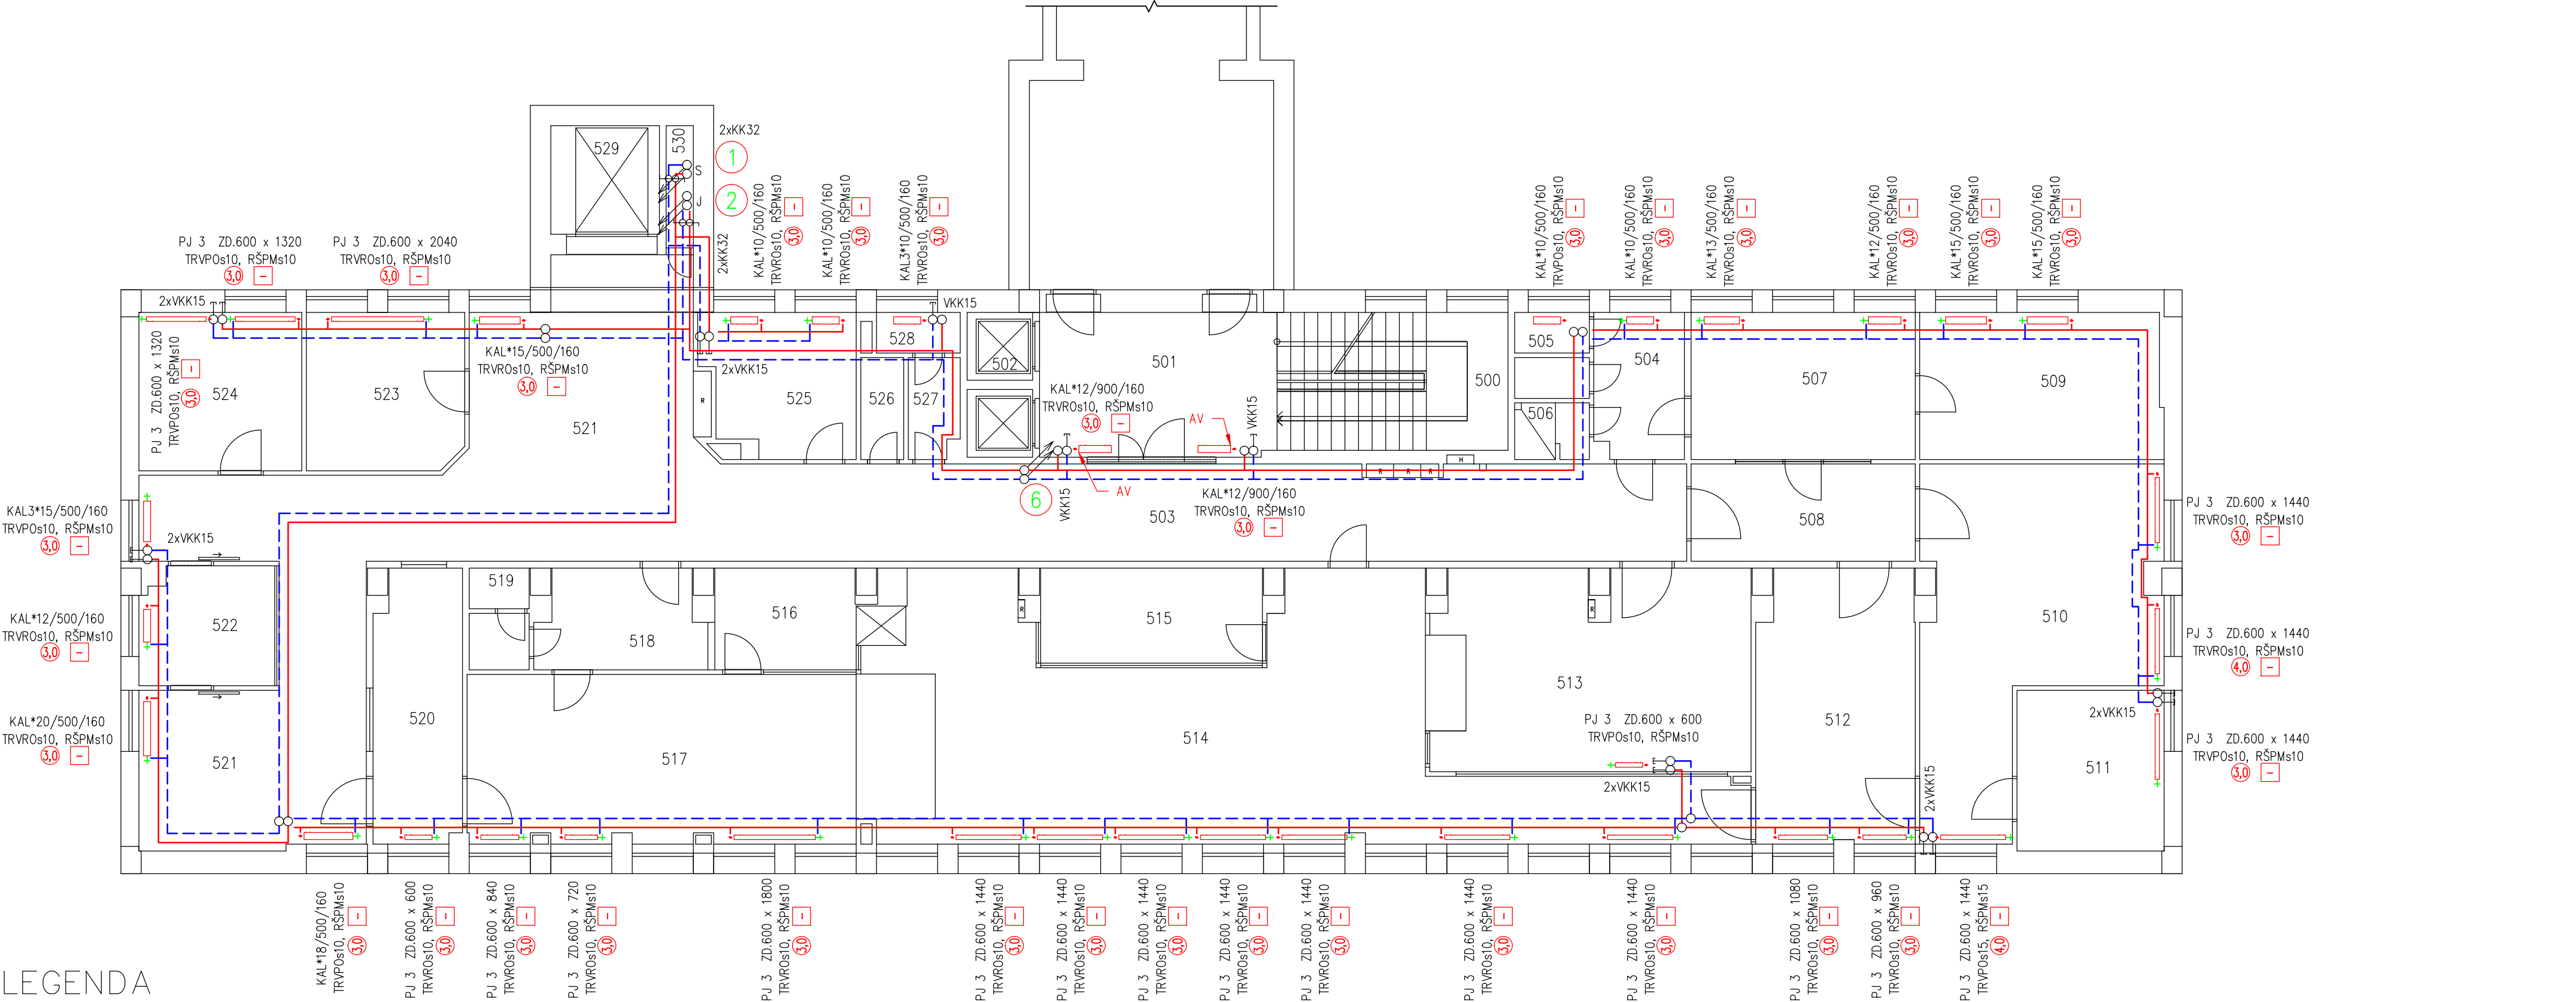 529
530
2xKK32
1
S
2
J
2xKK32
KAL*10/500/160
TRVROs10, RŠPMs10
3,0 -
KAL*10/500/160
TRVROs10, RŠPMs10
3,0 -
KAL3*10/500/160
TRVROs10, RŠPMs10
3,0 -
KAL*10/500/160
TRVPOs10, RŠPMs10
3,0 -
KAL*10/500/160
TRVROs10, RŠPMs10
3,0 -
KAL*13/500/160
TRVROs10, RŠPMs10
3,0 -
KAL*12/500/160
TRVROs10, RŠPMs10
3,0 -
KAL*15/500/160
TRVROs10, RŠPMs10
3,0 -
KAL*15/500/160
TRVROs10, RŠPMs10
3,0 -
PJ 3 ZD.600 x 1320
TRVPOs10, RŠPMs10
3,0 -
PJ 3 ZD.600 x 2040
TRVROs10, RŠPMs10
3,0 -
2xVKK15
VKK15
PJ 3 ZD.600 x 1320
TRVPOs10, RŠPMs10
3,0 -
524
523
KAL*15/500/160
TRVROs10, RŠPMs10
3,0 -
521
2xVKK15
R
525
526
527
528
502
501
500
505
506
504
507
509
KAL*12/900/160
TRVROs10, RŠPMs10
3,0 -
AV
VKK15
6
VKK15
AV
KAL*12/900/160
TRVROs10, RŠPMs10
3,0 -
503
R
R
R
H
508
KAL3*15/500/160
TRVPOs10, RŠPMs10
3,0 -
2xVKK15
PJ 3 ZD.600 x 1440
TRVROs10, RŠPMs10
3,0 -
KAL*12/500/160
TRVROs10, RŠPMs10
3,0 -
522
519
518
516
R
515
R
510
PJ 3 ZD.600 x 1440
TRVROs10, RŠPMs10
4,0 -
KAL*20/500/160
TRVROs10, RŠPMs10
3,0 -
521
520
517
514
513
PJ 3 ZD.600 x 600
TRVPOs10, RŠPMs10
2xVKK15
512
2xVKK15
511
2xVKK15
PJ 3 ZD.600 x 1440
TRVPOs10, RŠPMs10
3,0 -
KAL*18/500/160
TRVPOs10, RŠPMs10
3,0 -
PJ 3 ZD.600 x 600
TRVROs10, RŠPMs10
3,0 -
PJ 3 ZD.600 x 840
TRVROs10, RŠPMs10
3,0 -
PJ 3 ZD.600 x 720
TRVROs10, RŠPMs10
3,0 -
PJ 3 ZD.600 x 1800
TRVROs10, RŠPMs10
3,0 -
PJ 3 ZD.600 x 1440
TRVROs10, RŠPMs10
3,0 -
PJ 3 ZD.600 x 1440
TRVROs10, RŠPMs10
3,0 -
PJ 3 ZD.600 x 1440
TRVROs10, RŠPMs10
3,0 -
PJ 3 ZD.600 x 1440
TRVROs10, RŠPMs10
3,0 -
PJ 3 ZD.600 x 1440
TRVROs10, RŠPMs10
3,0 -
PJ 3 ZD.600 x 1440
TRVROs10, RŠPMs10
3,0 -
PJ 3 ZD.600 x 1440
TRVROs10, RŠPMs10
3,0 -
PJ 3 ZD.600 x 1080
TRVROs10, RŠPMs10
3,0 -
PJ 3 ZD.600 x 960
TRVROs10, RŠPMs10
3,0 -
PJ 3 ZD.600 x 1440
TRVPOs15, RŠPMs15
4,0 -
LEGENDA